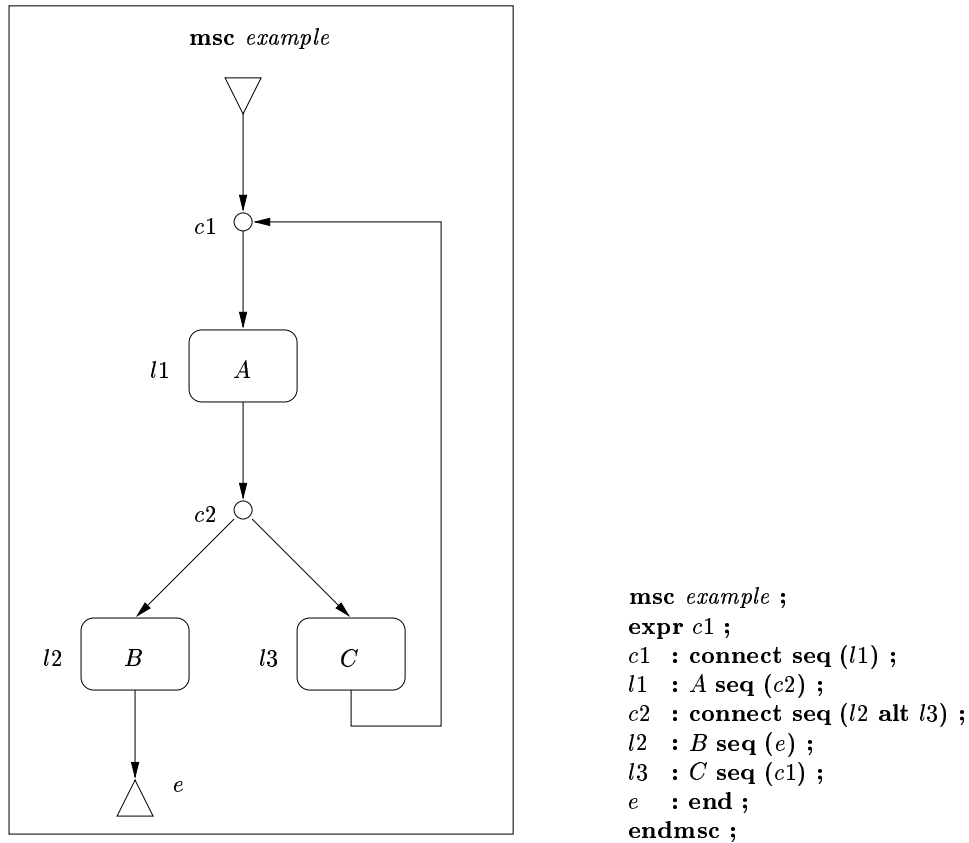 msc example
c1
l1 A
c2
l2 B l3 C
e
msc example ;
expr c1 ;
c1 : connect seq (l1) ;
l1 : A seq (c2) ;
c2 : connect seq (l2 alt l3) ;
l2 : B seq (e) ;
l3 : C seq (c1) ;
e : end ;
endmsc ;